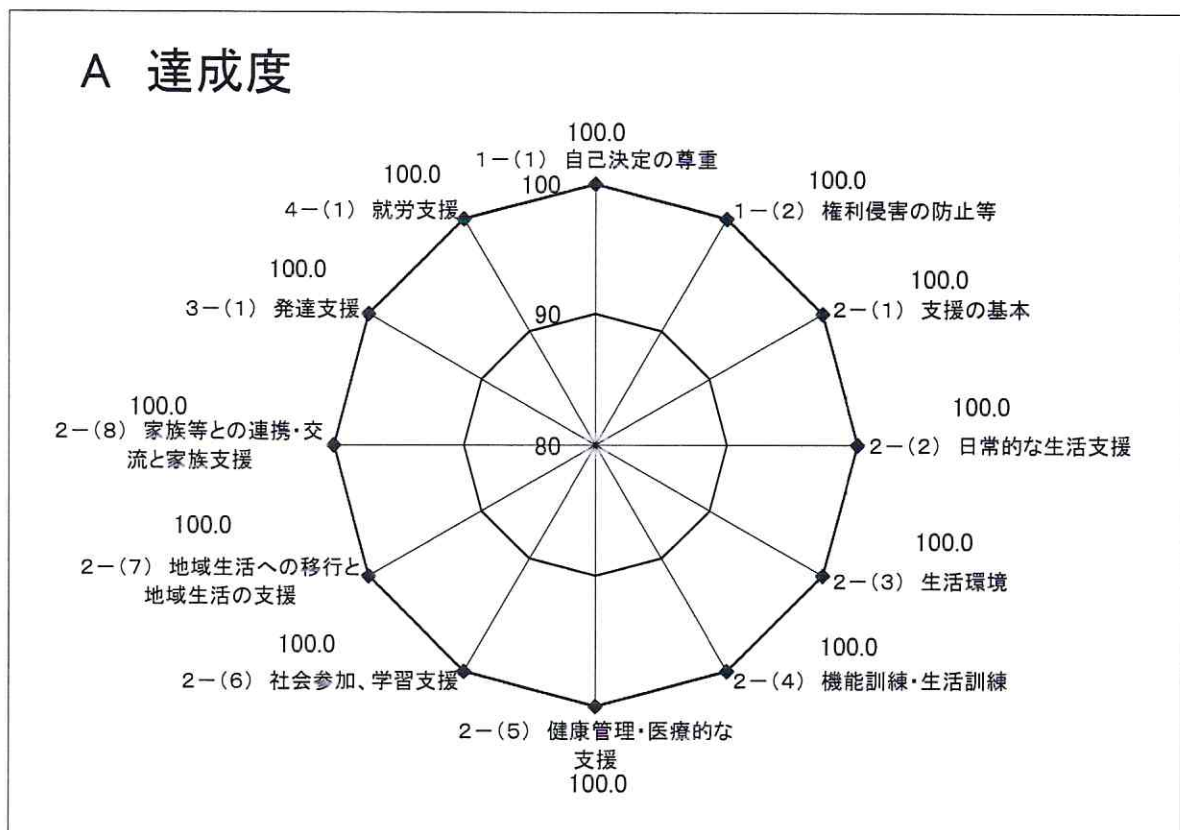 A 達成度
100.0
1－(1) 自己決定の尊重
100
100.0
1－(2) 権利侵害の防止等
100.0
2－(1) 支援の基本
100.0
2－(2) 日常的な生活支援
100.0
2－(3) 生活環境
100.0
2－(4) 機能訓練・生活訓練
2－(5) 健康管理・医療的な
支援
100.0
100.0
2－(6) 社会参加、学習支援
100.0
2－(7) 地域生活への移行と
地域生活の支援
100.0
2－(8) 家族等との連携・交
流と家族支援
100.0
3－(1) 発達支援
100.0
4－(1) 就労支援
90
80